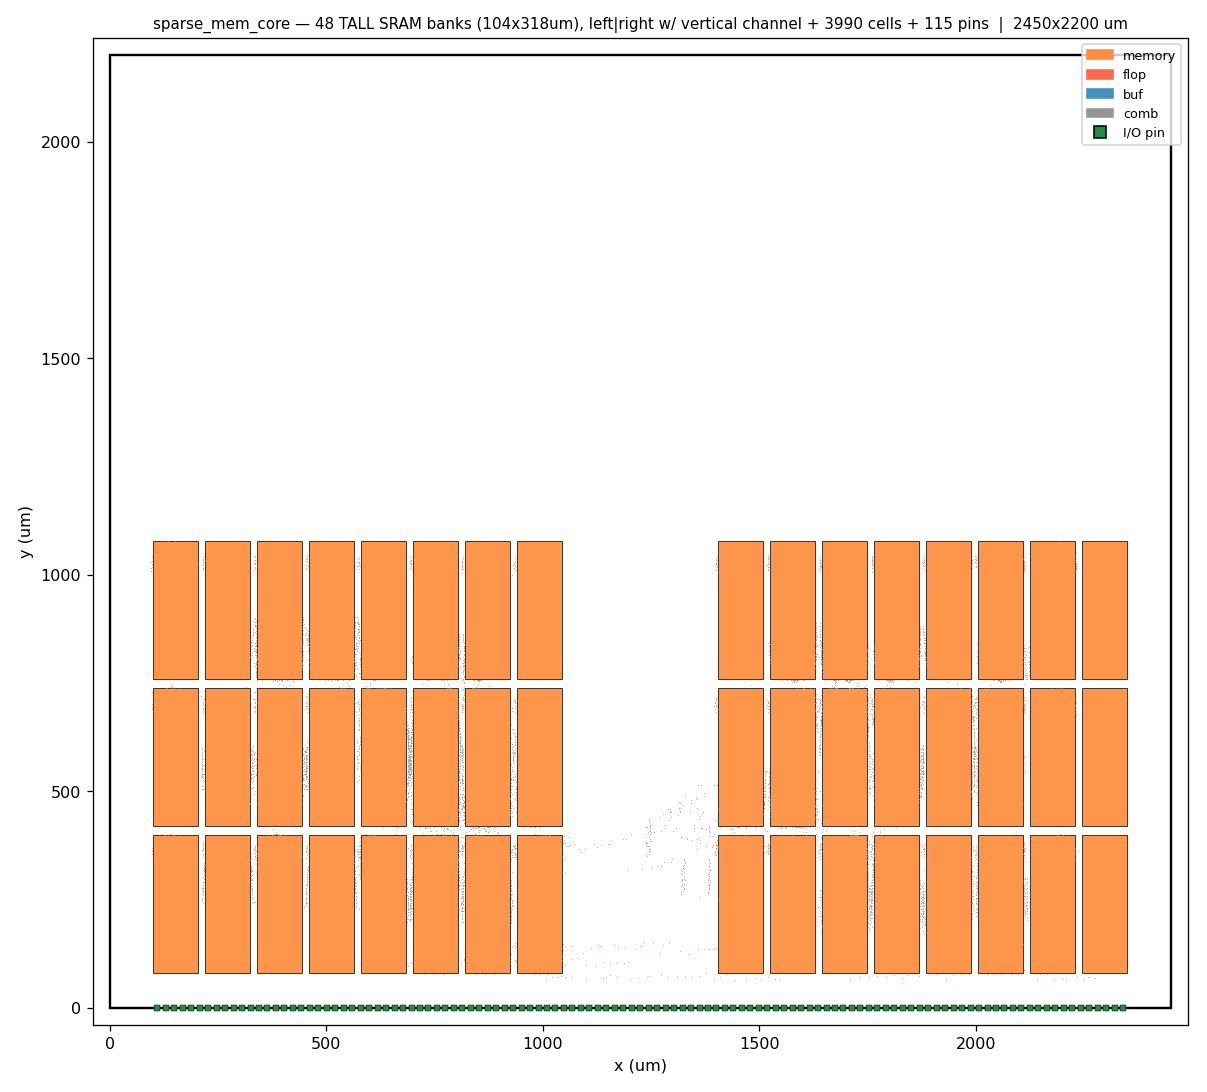 sparse_mem_core — 48 TALL SRAM banks (104x318um), left|right w/ vertical channel + 3990 cells + 115 pins | 2450x2200 um
memory
flop
buf
comb
I/O pin
2000
1500
1000
500
0
y (um)
0
500
1000
1500
2000
x (um)